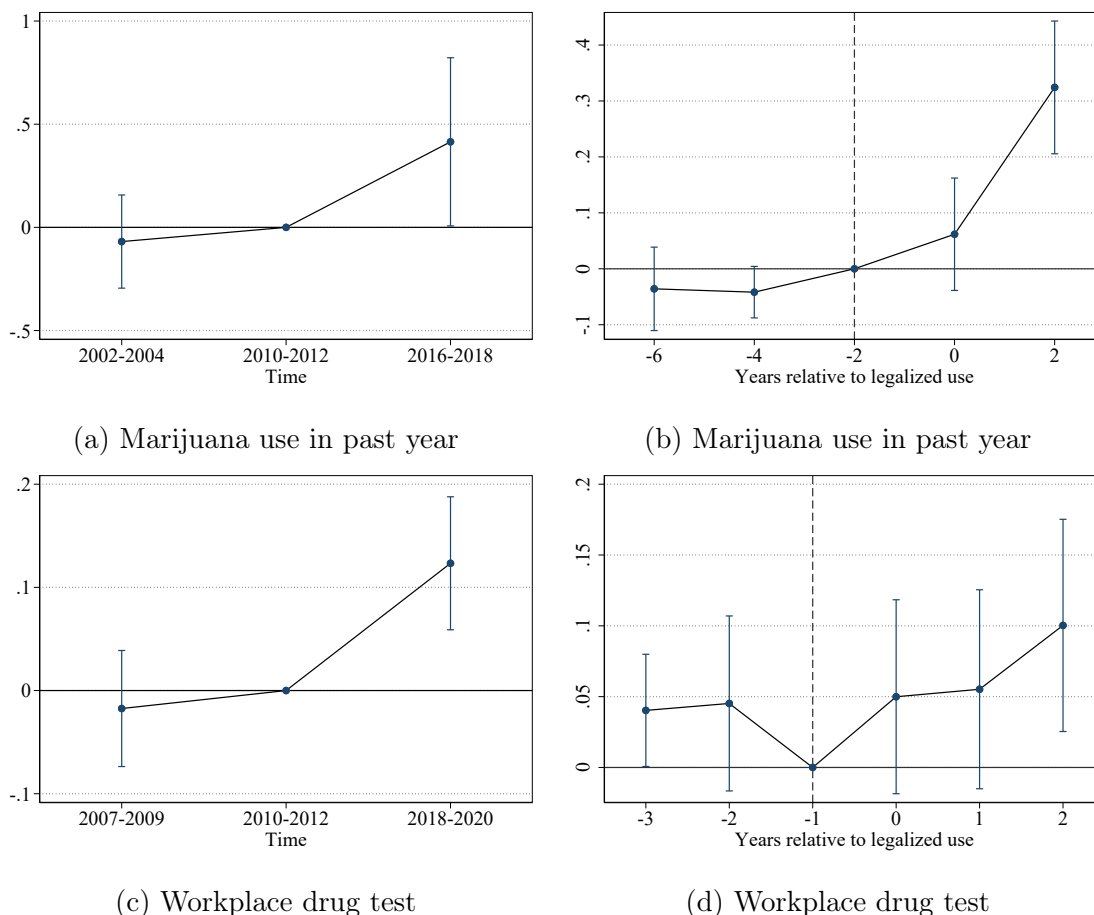 1
.5
0
-.5
2002-2004 2010-2012 2016-2018
Time
.4
.3
.2
.1
0
-.1
-6 -4 -2 0 2
Years relative to legalized use
(a) Marijuana use in past year
(b) Marijuana use in past year
.2
.1
0
-.1
2007-2009 2010-2012 2018-2020
Time
.2
.15
.1
.05
0
-3 -2 -1 0 1 2
Years relative to legalized use
(c) Workplace drug test
(d) Workplace drug test